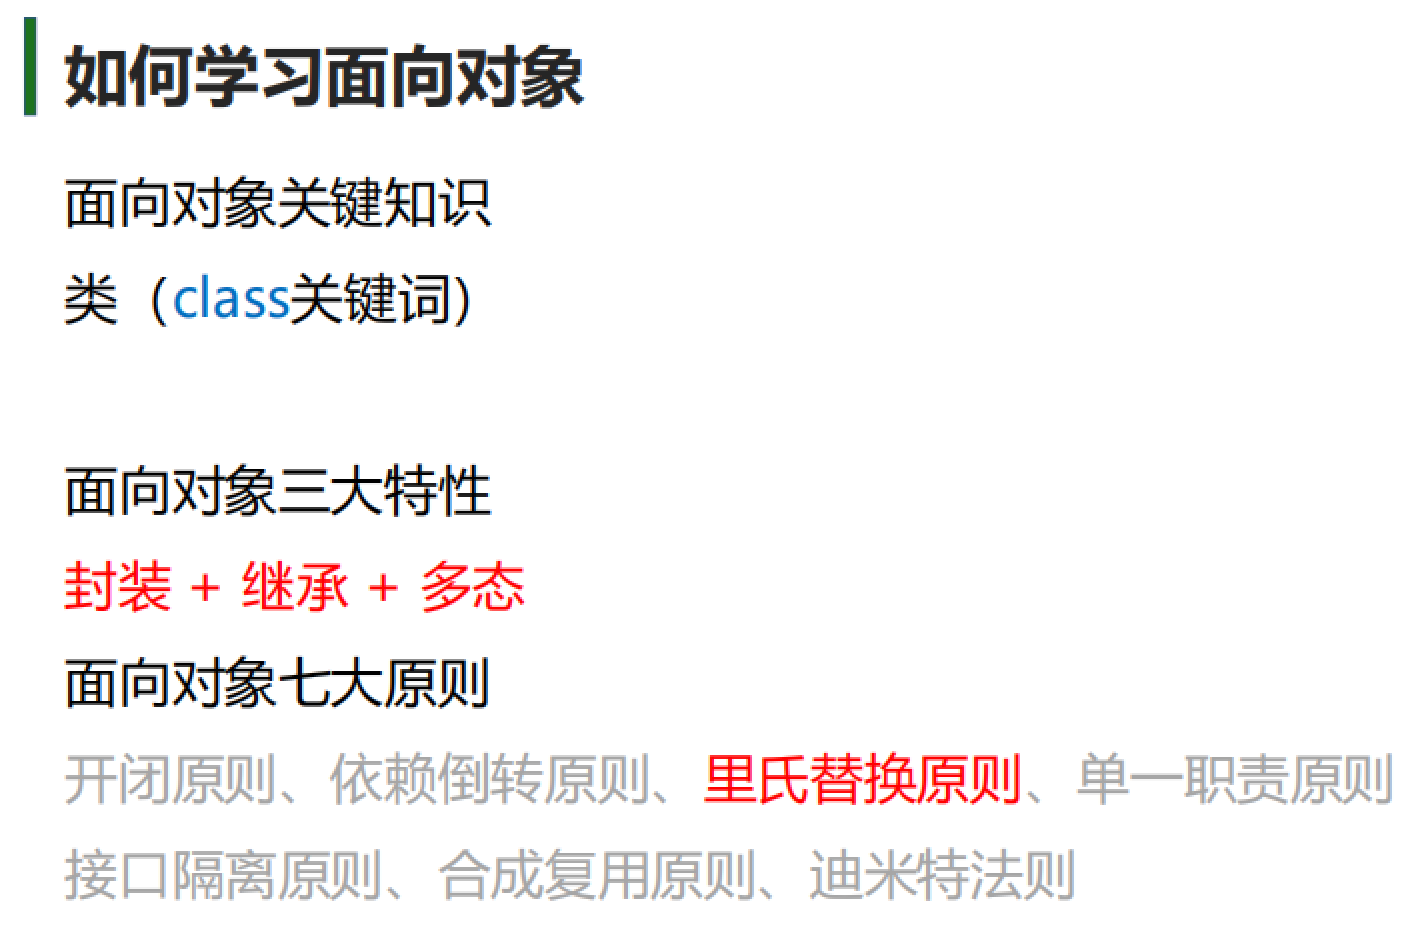 如何学习面向对象
面向对象关键知识
类（class关键词）
面向对象三大特性
封装 + 继承 + 多态
面向对象七大原则
开闭原则、依赖倒转原则、里氏替换原则、单一职责原则
接口隔离原则、合成复用原则、迪米特法则